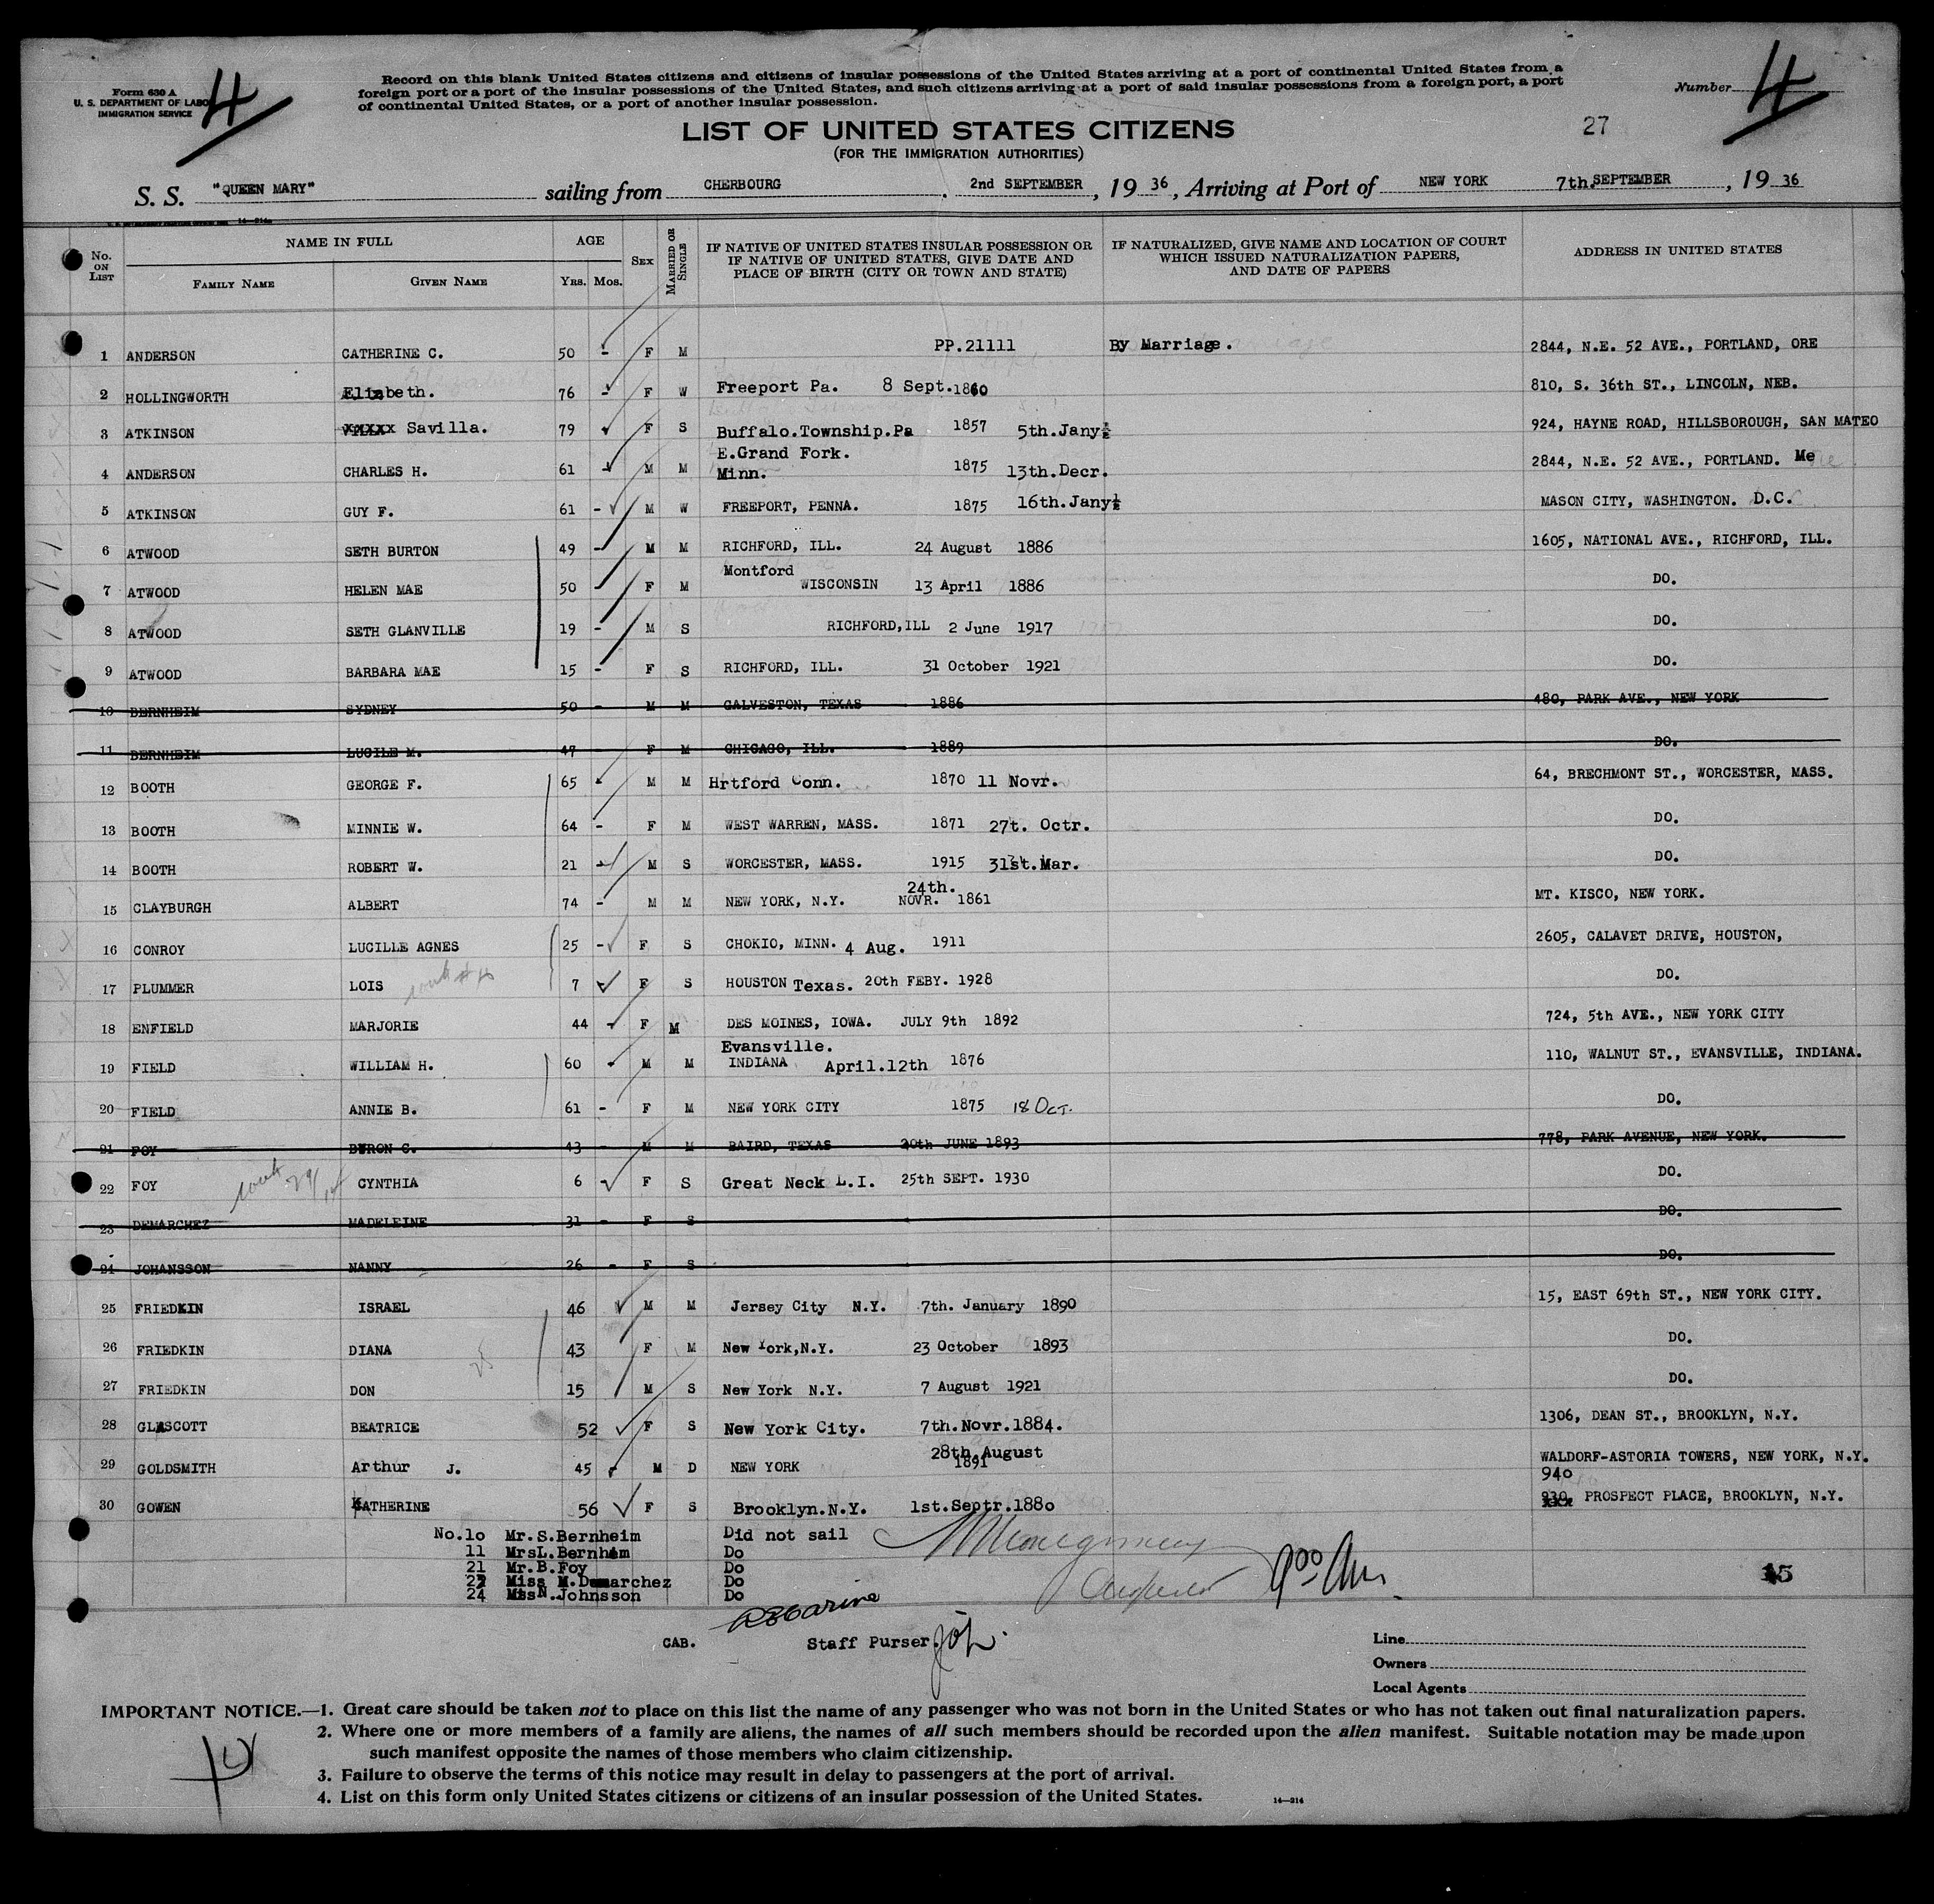 Form 630 A
U. S. DEPARTMENT OF LABOR
IMMIGRATION SERVICE
4
Record on this blank United States citizens and citizens of insular possessions of the United States arriving at a port of continental United States from a
foreign port or a port of the insular possessions of the United States, and such citizens arriving at a port of said insular possessions from a foreign port, a port
of continental United States, or a port of another insular possession.
Number 4
LIST OF UNITED STATES CITIZENS
(FOR THE IMMIGRATION AUTHORITIES)
27
S. S. "QUEEN MARY" sailing from CHERBOURG, 2nd SEPTEMBER, 19 36, Arriving at Port of NEW YORK 7th. SEPTEMBER, 19 36
14—214a
No. ON LIST
NAME IN FULL
FAMILY NAME
GIVEN NAME
AGE
YRS. MOS.
SEX
MARRIED OR SINGLE
IF NATIVE OF UNITED STATES INSULAR POSSESSION OR
IF NATIVE OF UNITED STATES, GIVE DATE AND
PLACE OF BIRTH (CITY OR TOWN AND STATE)
IF NATURALIZED, GIVE NAME AND LOCATION OF COURT
WHICH ISSUED NATURALIZATION PAPERS,
AND DATE OF PAPERS
ADDRESS IN UNITED STATES
1 ANDERSON CATHERINE C. 50 - F M PP.21111 By Marriage. 2844, N.E. 52 AVE., PORTLAND, ORE
2 HOLLINGWORTH Elizabeth. 76 - F W Freeport Pa. 8 Sept. 1860 810, S. 36th ST., LINCOLN, NEB.
3 ATKINSON xxxxx Savilla. 79 F S Buffalo.Township.Pa 1857 5th.Jany½ 924, HAYNE ROAD, HILLSBOROUGH, SAN MATEO
4 ANDERSON CHARLES H. 61 - M M E.Grand Fork. Minn. 1875 13th.Decr. 2844, N.E. 52 AVE., PORTLAND. Me
5 ATKINSON GUY F. 61 - M W FREEPORT, PENNA. 1875 16th.Jany½ MASON CITY, WASHINGTON. D.C.
6 ATWOOD SETH BURTON 49 - M M RICHFORD, ILL. 24 August 1886 1605, NATIONAL AVE., RICHFORD, ILL.
7 ATWOOD HELEN MAE 50 - F M Montford WISCONSIN 13 April 1886 DO.
8 ATWOOD SETH GLANVILLE 19 - M S RICHFORD,ILL 2 June 1917 DO.
9 ATWOOD BARBARA MAE 15 - F S RICHFORD, ILL. 31 October 1921 DO.
10 BERNHEIM SYDNEY 50 - M M GALVESTON, TEXAS 1886 480, PARK AVE., NEW YORK
11 BERNHEIM LUCILE M. 47 - F M CHICAGO, ILL. 1889 DO.
12 BOOTH GEORGE F. 65 - M M Hrtford Conn. 1870 11 Novr. 64, BRECHMONT ST., WORCESTER, MASS.
13 BOOTH MINNIE W. 64 - F M WEST WARREN, MASS. 1871 27t. Octr. DO.
14 BOOTH ROBERT W. 21 - M S WORCESTER, MASS. 1915 31st.Mar. DO.
15 CLAYBURGH ALBERT 74 - M M NEW YORK, N.Y. 24th. NOVR. 1861 MT. KISCO, NEW YORK.
16 CONROY LUCILLE AGNES 25 - F S CHOKIO, MINN. 4 Aug. 1911 2605, CALAVET DRIVE, HOUSTON,
17 PLUMMER LOIS 7 F S HOUSTON Texas. 20th FEBY. 1928 DO.
18 ENFIELD MARJORIE 44 - F M DES MOINES, IOWA. JULY 9th 1892 724, 5th AVE., NEW YORK CITY
19 FIELD WILLIAM H. 60 - M M Evansville. INDIANA April.12th 1876 110, WALNUT ST., EVANSVILLE, INDIANA.
20 FIELD ANNIE B. 61 - F M NEW YORK CITY 1875 18 OCT. DO.
21 FOY BYRON C. 43 - M M BAIRD, TEXAS 20th JUNE 1893 778, PARK AVENUE, NEW YORK.
22 FOY CYNTHIA 6 F S Great Neck L.I. 25th SEPT. 1930 DO.
23 DEMARCHEZ MADELEINE 31 - F S DO.
24 JOHANSSON NANNY 26 - F S DO.
25 FRIEDKIN ISRAEL 46 M M Jersey City N.Y. 7th. January 1890 15, EAST 69th ST., NEW YORK CITY.
26 FRIEDKIN DIANA 43 F M New York,N.Y. 23 October 1893 DO.
27 FRIEDKIN DON 15 M S New York N.Y. 7 August 1921 DO.
28 GLASCOTT BEATRICE 52 F S New York City. 7th.Novr.1884. 1306, DEAN ST., BROOKLYN, N.Y.
29 GOLDSMITH Arthur J. 45 M D NEW YORK 28th.August 1891 WALDORF-ASTORIA TOWERS, NEW YORK, N.Y.
940
30 GOWEN KATHERINE 56 F S Brooklyn.N.Y. 1st.Septr.1880 PROSPECT PLACE, BROOKLYN, N.Y.
No.10 Mr.S.Bernheim Did not sail
11 MrsL.Bernham Do
21 Mr.B.Foy Do
23 Miss M.Demarchez Do
24 MissN.Johnsson Do
900 Am
CAB. Staff Purser.
Line
Owners
Local Agents
IMPORTANT NOTICE.—1. Great care should be taken not to place on this list the name of any passenger who was not born in the United States or who has not taken out final naturalization papers.
2. Where one or more members of a family are aliens, the names of all such members should be recorded upon the alien manifest. Suitable notation may be made upon
such manifest opposite the names of those members who claim citizenship.
3. Failure to observe the terms of this notice may result in delay to passengers at the port of arrival.
4. List on this form only United States citizens or citizens of an insular possession of the United States.
14—214